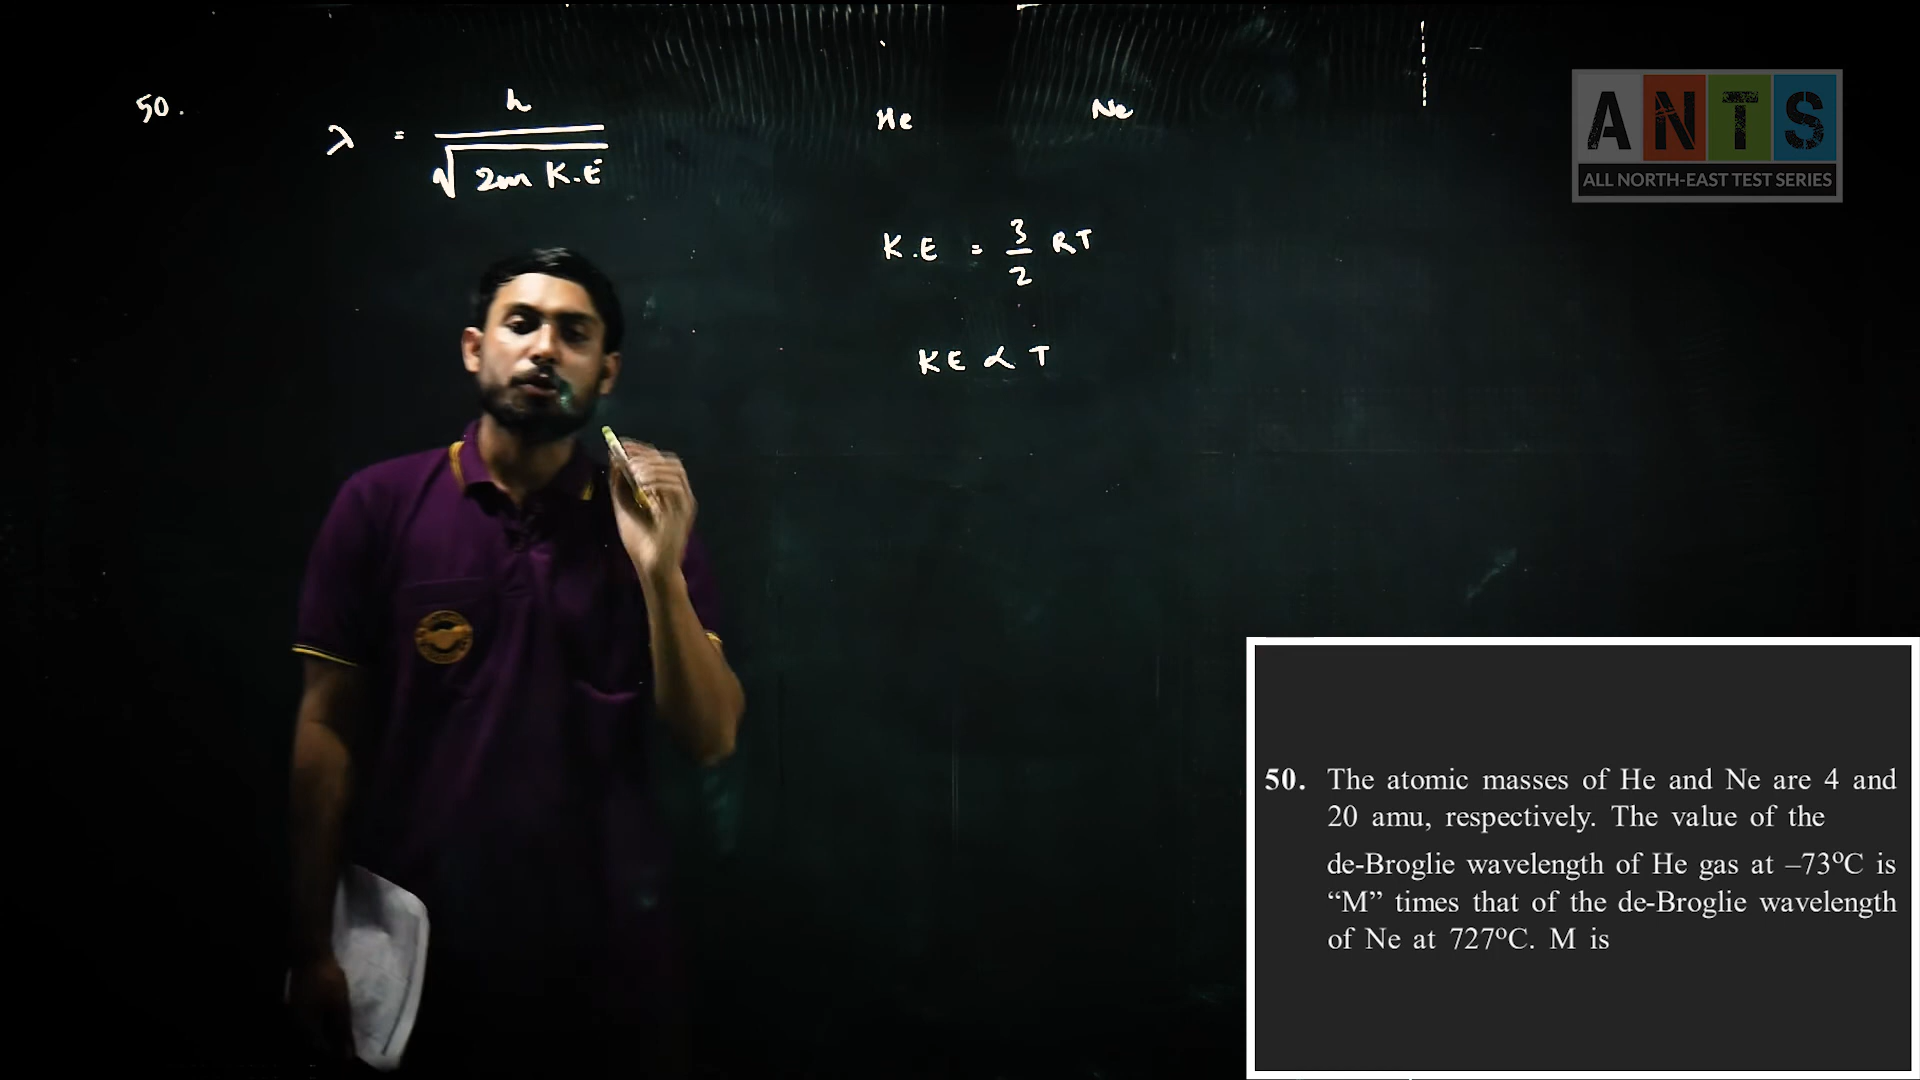 50.
λ = h / √2m K.E
He Ne
K.E = 3/2 RT
KE α T
ANTS
ALL NORTH-EAST TEST SERIES
50. The atomic masses of He and Ne are 4 and
20 amu, respectively. The value of the
de-Broglie wavelength of He gas at –73ºC is
“M” times that of the de-Broglie wavelength
of Ne at 727ºC. M is